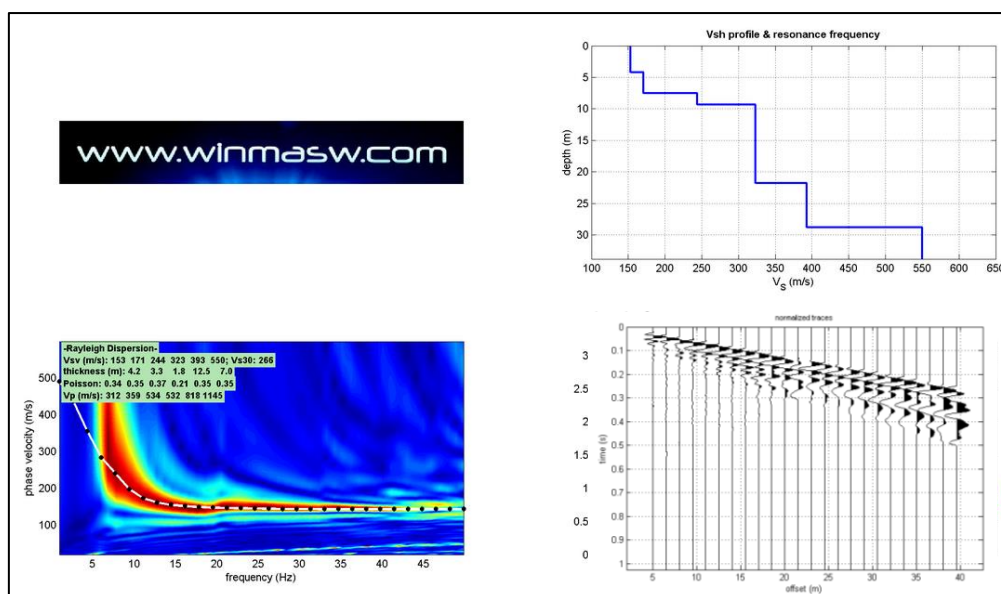 www.winmasw.com
Vsh profile & resonance frequency
0
5
10
15
20
25
30
depth (m)
100 150 200 250 300 350 400 450 500 550 600 650
VS (m/s)
-Rayleigh Dispersion-
Vsv (m/s): 153 171 244 323 393 550; Vs30: 266
thickness (m): 4.2 3.3 1.8 12.5 7.0
Poisson: 0.34 0.35 0.37 0.21 0.35 0.35
Vp (m/s): 312 359 534 532 818 1145
500
400
300
200
100
phase velocity (m/s)
5 10 15 20 25 30 35 40 45
frequency (Hz)
normalized traces
3
2
1
0.5
0
0
0.1
0.2
0.3
0.4
0.5
0.6
0.7
0.8
0.9
1
time (s)
5 10 15 20 25 30 35 40
offset (m)